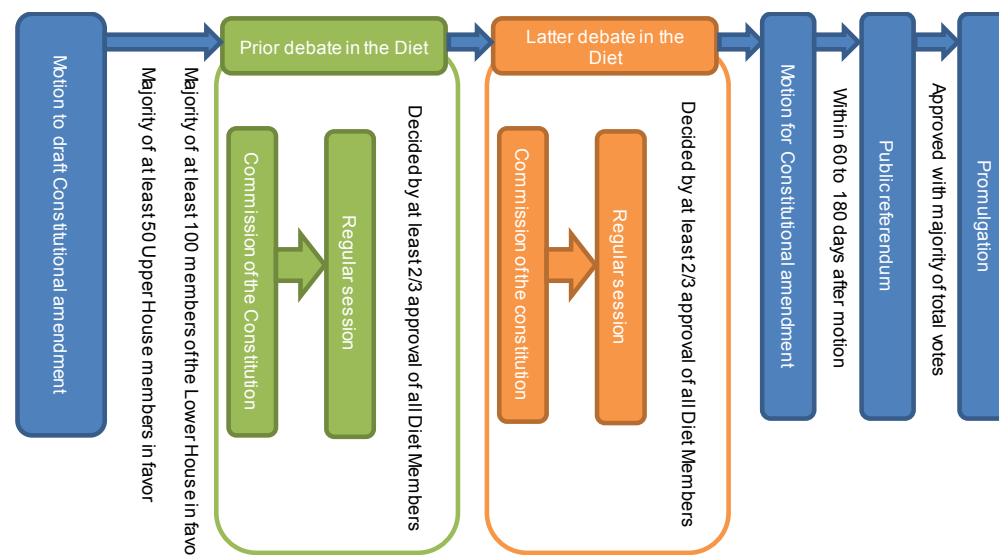 Motion to draft Constitutional amendment
Majority of at least 100 members of the Lower House in favo
Majority of at least 50 Upper House members in favor
Prior debate in the Diet
Commission of the Constitution
Regular session
Decided by at least 2/3 approval of all Diet Members
Latter debate in the
Diet
Commission of the constitution
Regular session
Decided by at least 2/3 approval of all Diet Members
Motion for Constitutional amendment
Within 60 to 180 days after motion
Public referendum
Approved with majority of total votes
Promulgation